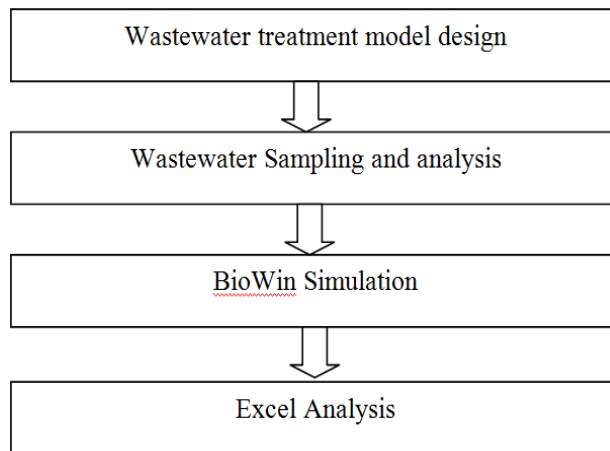 Wastewater treatment model design
Wastewater Sampling and analysis
BioWin Simulation
Excel Analysis